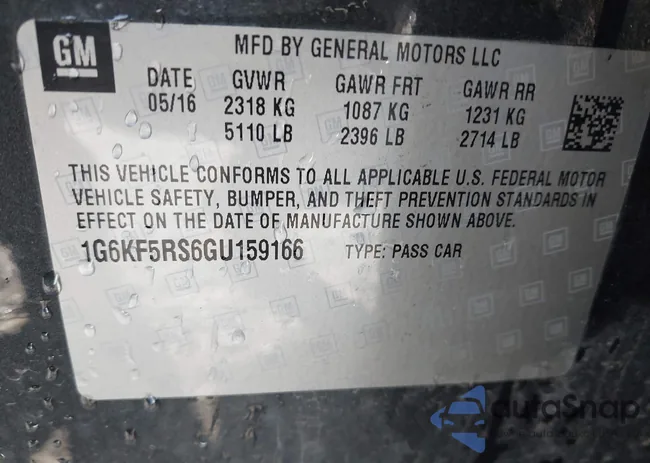 GM
MFD BY GENERAL MOTORS LLC
DATE GVWR GAWR FRT GAWR RR
05/16 2318 KG 1087 KG 1231 KG
5110 LB 2396 LB 2714 LB
THIS VEHICLE CONFORMS TO ALL APPLICABLE U.S. FEDERAL MOTOR
VEHICLE SAFETY, BUMPER, AND THEFT PREVENTION STANDARDS IN
EFFECT ON THE DATE OF MANUFACTURE SHOWN ABOVE.
1G6KF5RS6GU159166 TYPE: PASS CAR
autoSnap